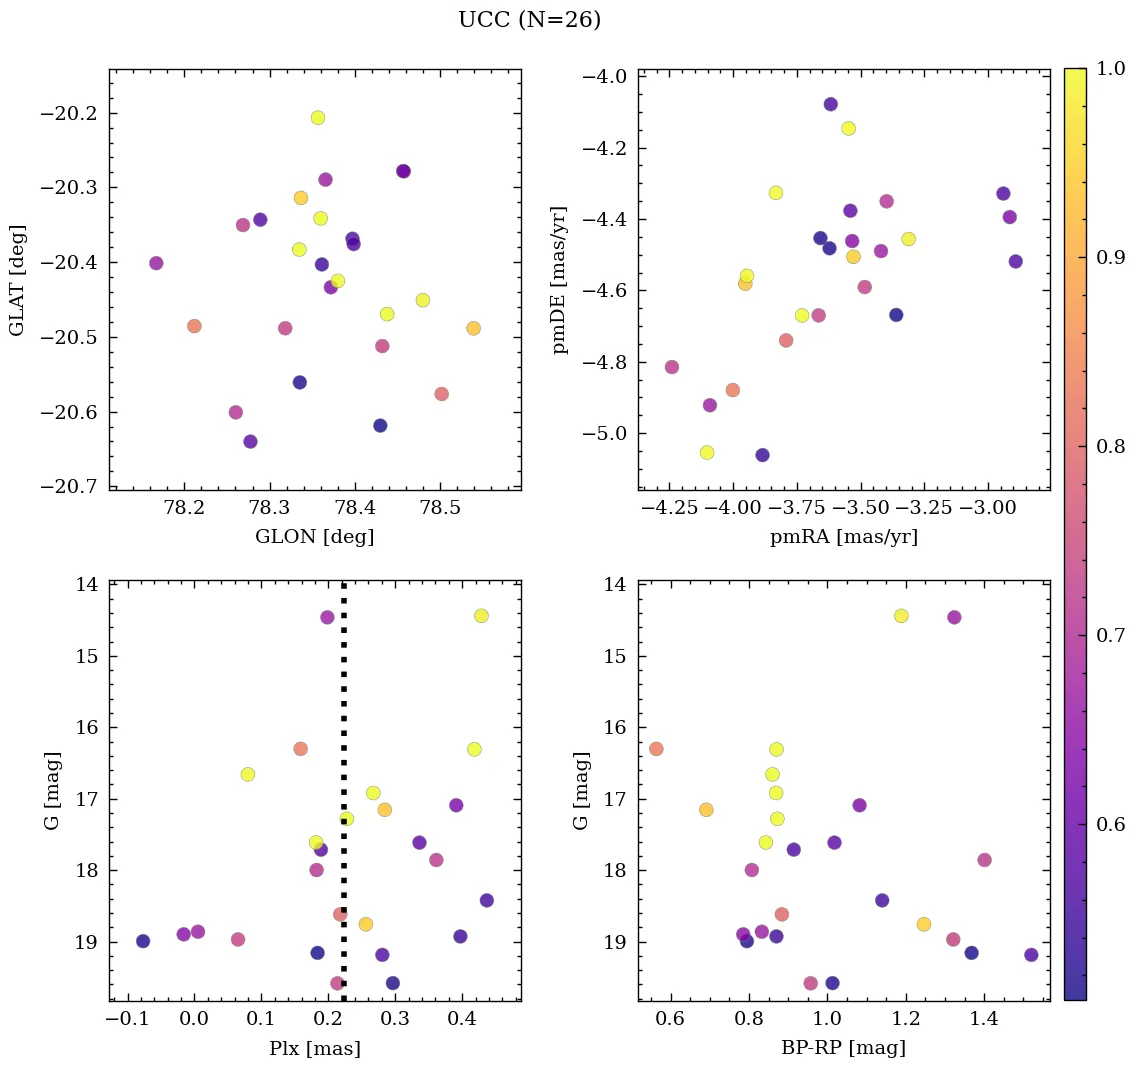 UCC (N=26)
GLAT [deg]
−20.2
−20.3
−20.4
−20.5
−20.6
−20.7
78.2 78.3 78.4 78.5
GLON [deg]
pmDE [mas/yr]
−4.0
−4.2
−4.4
−4.6
−4.8
−5.0
−4.25 −4.00 −3.75 −3.50 −3.25 −3.00
pmRA [mas/yr]
1.0
0.9
0.8
0.7
0.6
G [mag]
14
15
16
17
18
19
−0.1 0.0 0.1 0.2 0.3 0.4
Plx [mas]
G [mag]
14
15
16
17
18
19
0.6 0.8 1.0 1.2 1.4
BP-RP [mag]